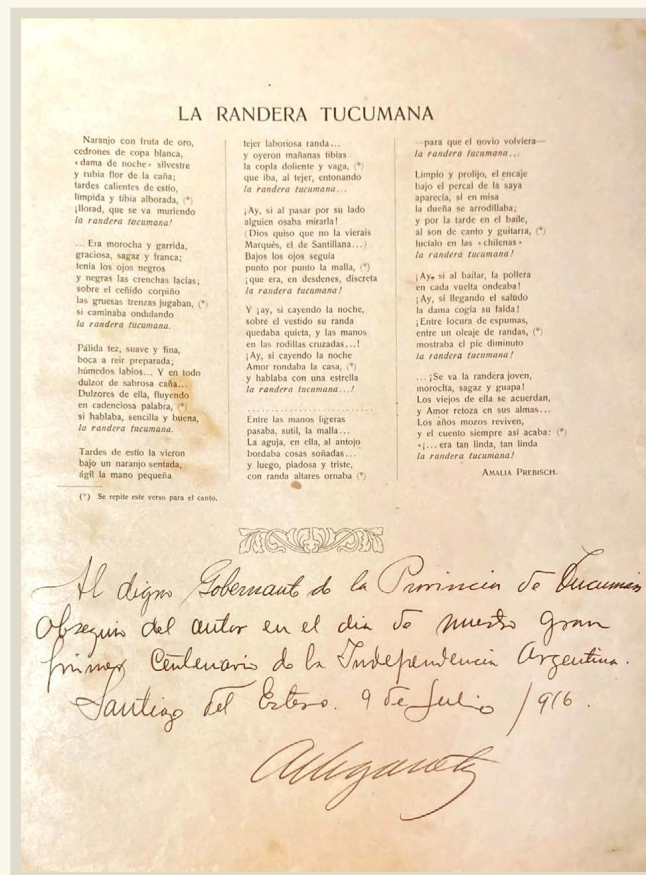 LA RANDERA TUCUMANA
Naranjo con fruta de oro,
cedrones de copa blanca,
«dama de noche» silvestre
y rubia flor de la caña;
tardes calientes de estío,
límpida y tibia alborada, (*)
¡llorad, que se va muriendo
la randera tucumana!
... Era morocha y garrida,
graciosa, sagaz y franca;
tenía los ojos negros
y negras las crenchas lacias;
sobre el ceñido corpiño
las gruesas trenzas jugaban, (*)
si caminaba ondulando
la randera tucumana.
Pálida tez, suave y fina,
boca a reir preparada;
húmedos labios... Y en todo
dulzor de sabrosa caña...
Dulzores de ella, fluyendo
en cadenciosa palabra, (*)
si hablaba, sencilla y buena,
la randera tucumana.
Tardes de estío la vieron
bajo un naranjo sentada,
ágil la mano pequeña
(*) Se repite este verso para el canto.
tejer laboriosa randa...
y oyeron mañanas tibias
la copla doliente y vaga, (*)
que iba, al tejer, entonando
la randera tucumana...
¡Ay, si al pasar por su lado
alguien osaba mirarla!
(Dios quiso que no la vierais
Marqués, el de Santillana...)
Bajos los ojos seguía
punto por punto la malla, (*)
¡que era, en desdenes, discreta
la randera tucumana!
Y ¡ay, si cayendo la noche,
sobre el vestido su randa
quedaba quieta, y las manos
en las rodillas cruzadas...!
¡Ay, si cayendo la noche
Amor rondaba la casa, (*)
y hablaba con una estrella
la randera tucumana...!
Entre las manos ligeras
pasaba, sutil, la malla...
La aguja, en ella, al antojo
bordaba cosas soñadas...
y luego, piadosa y triste,
con randa altares ornaba (*)
—para que el novio volviera—
la randera tucumana...
Limpio y prolijo, el encaje
bajo el percal de la saya
aparecía, si en misa
la dueña se arrodillaba;
y por la tarde en el baile,
al son de canto y guitarra, (*)
lucíalo en las «chilenas»
la randera tucumana!
¡Ay, si al bailar, la pollera
en cada vuelta ondeaba!
¡Ay, si llegando el saludo
la dama cogía su falda!
¡Entre locura de espumas,
entre un oleaje de randas, (*)
mostraba el pie diminuto
la randera tucumana!
... ¡Se va la randera joven,
morocha, sagaz y guapa!
Los viejos de ella se acuerdan,
y Amor retoza en sus almas...
Los años mozos reviven,
y el cuento siempre así acaba: (*)
«¡... era tan linda, tan linda
la randera tucumana!
AMALIA PREBISCH.
Al digno Gobernante de la Provincia de Tucumán
Obsequio del autor en el dia de nuestro gran
primer Centenario de la Independencia Argentina.
Santiago del Estero. 9 de Julio /916.